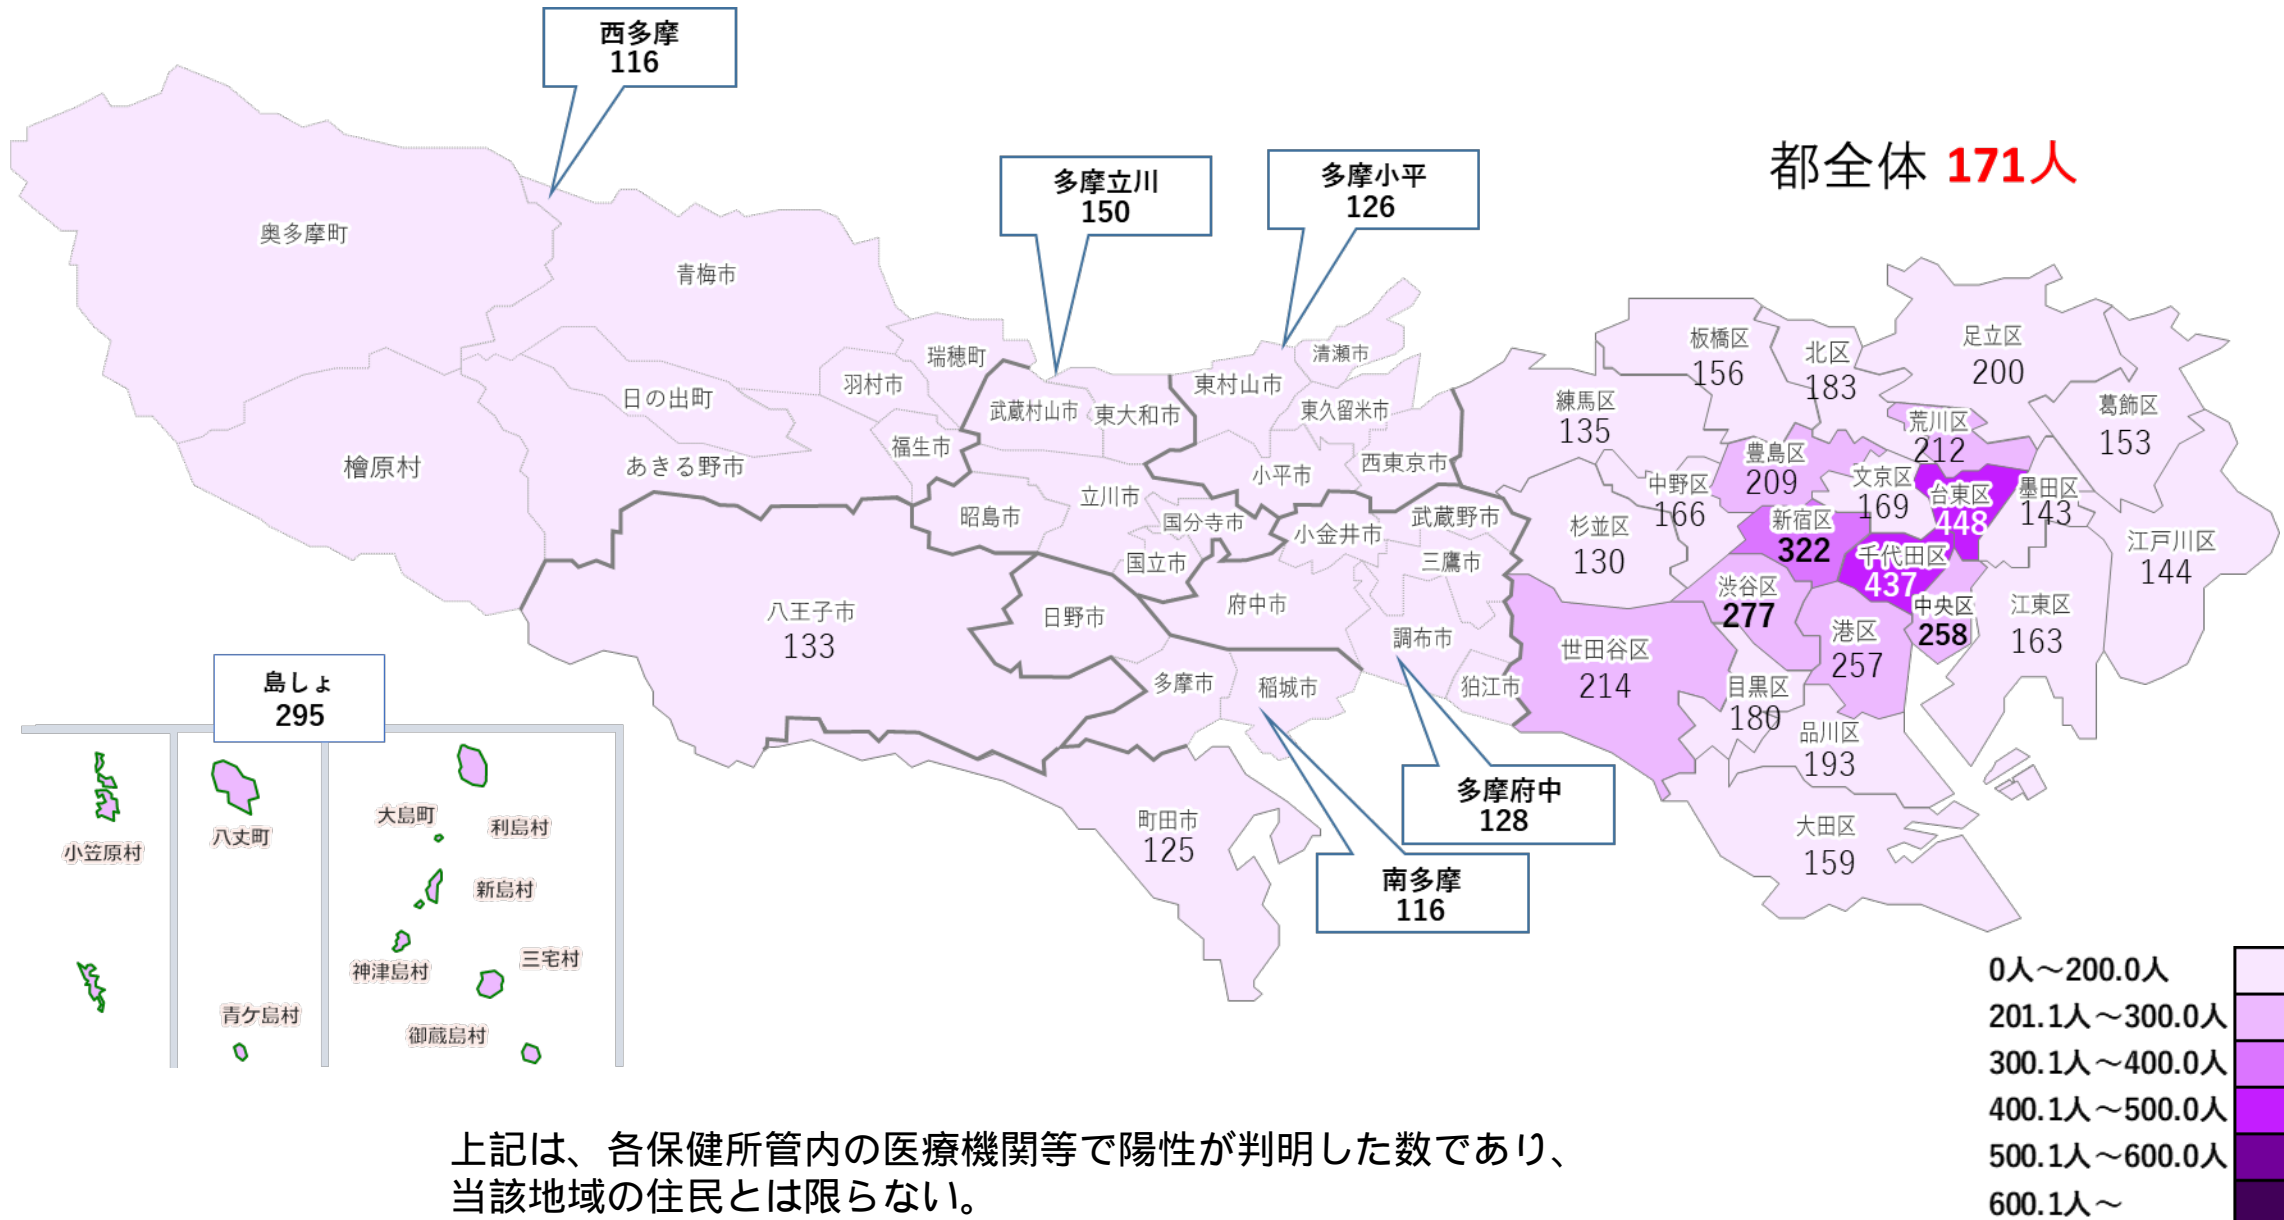 西多摩
116
多摩立川
150
多摩小平
126
都全体 171人
奥多摩町
青梅市
瑞穂町
羽村市
日の出町
福生市
あきる野市
檜原村
武蔵村山市
東大和市
東村山市
清瀬市
東久留米市
小平市
西東京市
立川市
昭島市
国分寺市
国立市
小金井市
武蔵野市
三鷹市
府中市
調布市
狛江市
八王子市
133
日野市
多摩市
稲城市
町田市
125
多摩府中
128
南多摩
116
板橋区
156
北区
183
足立区
200
葛飾区
153
練馬区
135
荒川区
212
豊島区
209
文京区
169
台東区
448
墨田区
143
中野区
166
杉並区
130
新宿区
322
千代田区
437
江戸川区
144
渋谷区
277
中央区
258
江東区
163
港区
257
世田谷区
214
目黒区
180
品川区
193
大田区
159
島しょ
295
小笠原村
八丈町
青ケ島村
大島町
利島村
新島村
神津島村
三宅村
御蔵島村
0人～200.0人
201.1人～300.0人
300.1人～400.0人
400.1人～500.0人
500.1人～600.0人
600.1人～
上記は、各保健所管内の医療機関等で陽性が判明した数であり、
当該地域の住民とは限らない。